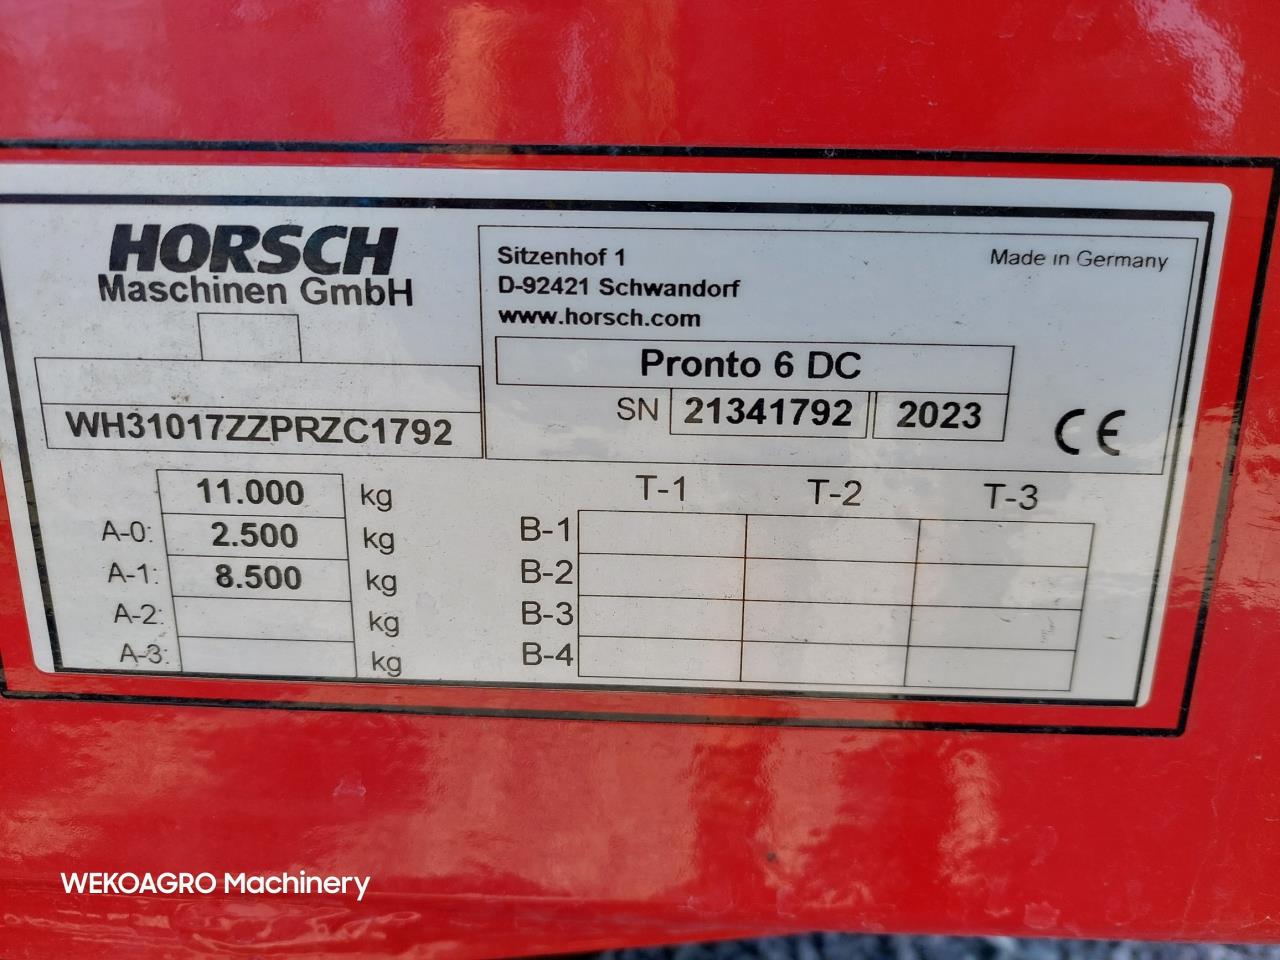 HORSCH
Maschinen GmbH
WH31017ZZPRZC1792
Sitzenhof 1
D-92421 Schwandorf
www.horsch.com
Made in Germany
Pronto 6 DC
SN 21341792 2023
CE
11.000 kg
A-0: 2.500 kg
A-1: 8.500 kg
A-2: kg
A-3: kg
T-1 T-2 T-3
B-1
B-2
B-3
B-4
WEKOAGRO Machinery